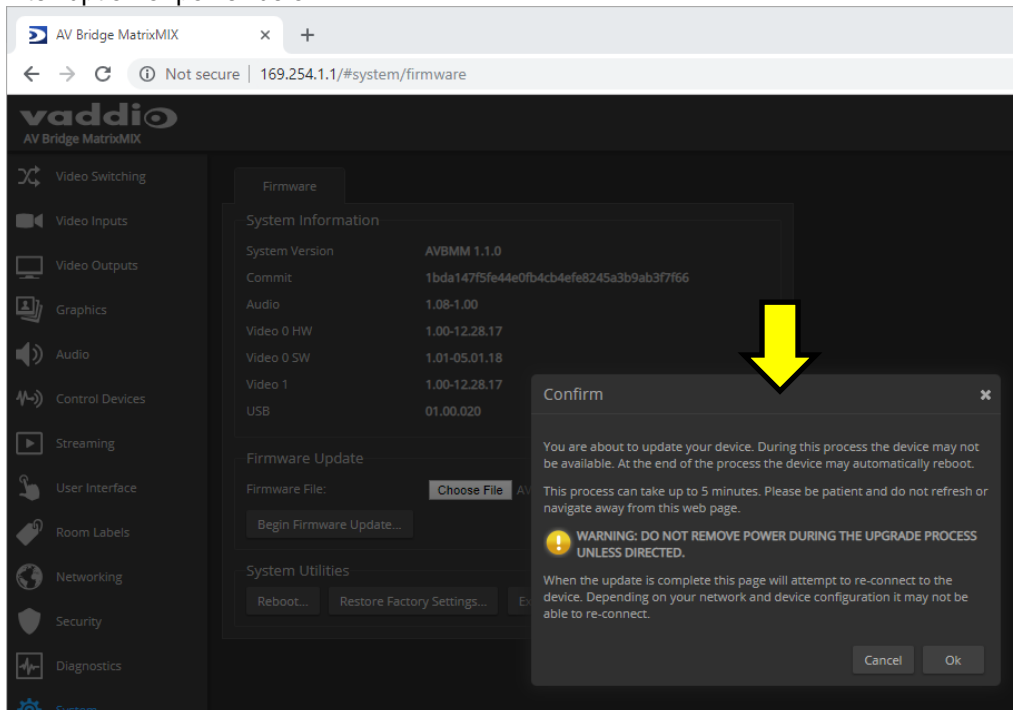 AV Bridge MatrixMIX
Not secure | 169.254.1.1/#system/firmware
vaddio
AV Bridge MatrixMIX
Video Switching
Video Inputs
Video Outputs
Graphics
Audio
Control Devices
Streaming
User Interface
Room Labels
Networking
Security
Diagnostics
System
Firmware
System Information
System Version AVBMM 1.1.0
Commit 1bda147f5fe44e0fb4cb4efe8245a3b9ab3f7f66
Audio 1.08-1.00
Video 0 HW 1.00-12.28.17
Video 0 SW 1.01-05.01.18
Video 1 1.00-12.28.17
USB 01.00.020
Firmware Update
Firmware File: Choose File AV
Begin Firmware Update...
System Utilities
Reboot... Restore Factory Settings... Ex
Confirm
You are about to update your device. During this process the device may not
be available. At the end of the process the device may automatically reboot.
This process can take up to 5 minutes. Please be patient and do not refresh or
navigate away from this web page.
WARNING: DO NOT REMOVE POWER DURING THE UPGRADE PROCESS
UNLESS DIRECTED.
When the update is complete this page will attempt to re-connect to the
device. Depending on your network and device configuration it may not be
able to re-connect.
Cancel Ok